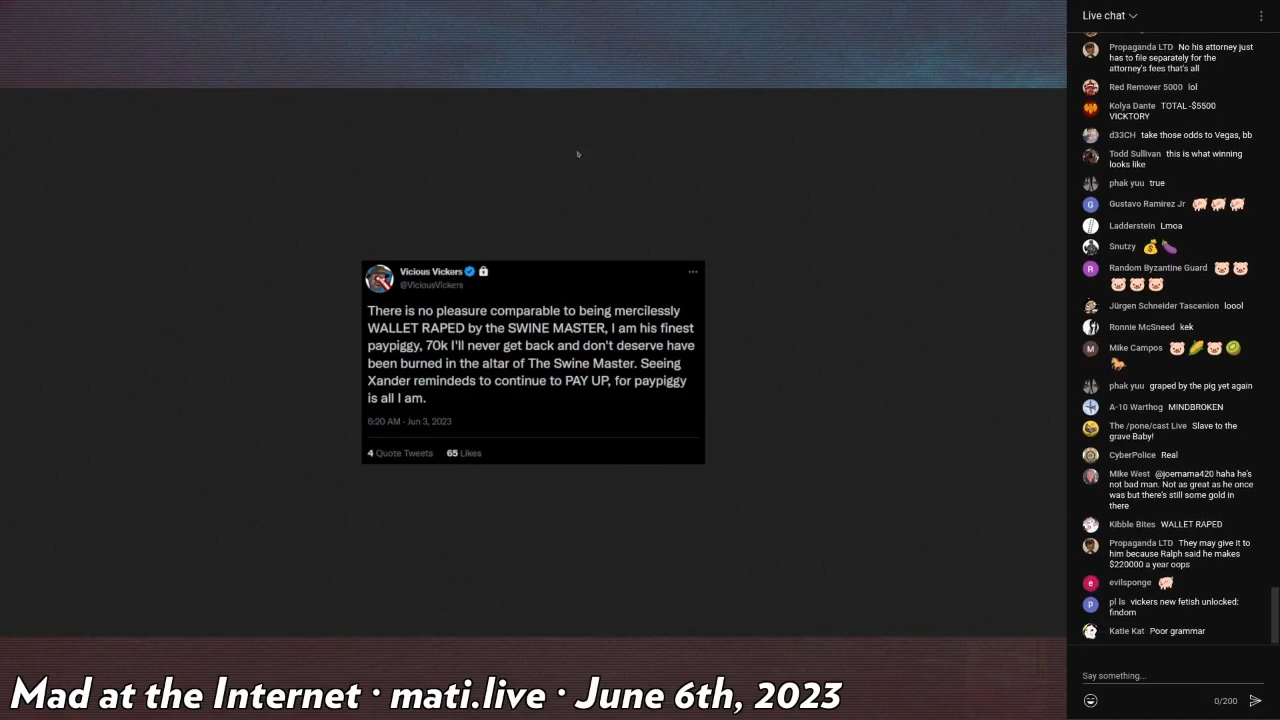 Vicious Vickers
@ViciousVickers
There is no pleasure comparable to being mercilessly
WALLET RAPED by the SWINE MASTER, I am his finest
paypiggy, 70k I'll never get back and don't deserve have
been burned in the altar of The Swine Master. Seeing
Xander remindeds to continue to PAY UP, for paypiggy
is all I am.
6:20 AM - Jun 3, 2023
4 Quote Tweets 65 Likes
Mad at the Internet · mati.live · June 6th, 2023
Live chat
Propaganda LTD No his attorney just
has to file separately for the
attorney's fees that's all
Red Remover 5000 lol
Kolya Dante TOTAL -$5500
VICKTORY
d33CH take those odds to Vegas, bb
Todd Sullivan this is what winning
looks like
phak yuu true
G Gustavo Ramirez Jr
Ladderstein Lmoa
Snutzy
R Random Byzantine Guard
Jürgen Schneider Tascenion loool
Ronnie McSneed kek
M Mike Campos
phak yuu graped by the pig yet again
A-10 Warthog MINDBROKEN
The /pone/cast Live Slave to the
grave Baby!
CyberPolice Real
Mike West @joemama420 haha he's
not bad man. Not as great as he once
was but there's still some gold in
there
Kibble Bites WALLET RAPED
Propaganda LTD They may give it to
him because Ralph said he makes
$220000 a year oops
e evilsponge
P pl ls vickers new fetish unlocked:
findom
Katie Kat Poor grammar
Say something...
0/200